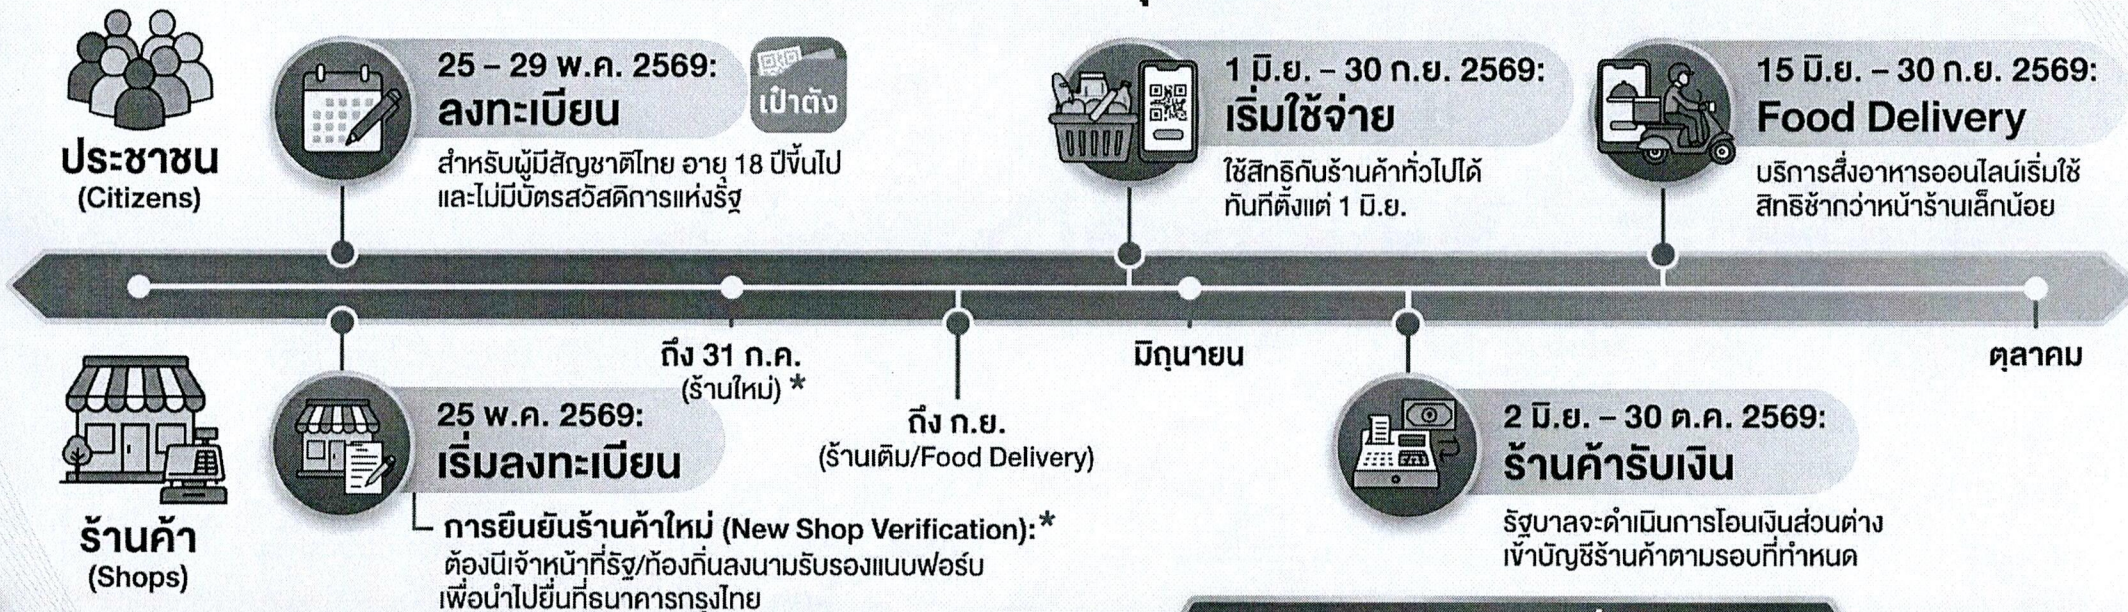 ประชาชน
(Citizens)
25 – 29 พ.ค. 2569:
ลงทะเบียน
เป๋าตัง
สำหรับผู้มีสัญชาติไทย อายุ 18 ปีขึ้นไป
และไม่มีบัตรสวัสดิการแห่งรัฐ
1 มิ.ย. – 30 ก.ย. 2569:
เริ่มใช้จ่าย
ใช้สิทธิกับร้านค้าทั่วไปได้
ทันทีตั้งแต่ 1 มิ.ย.
15 มิ.ย. – 30 ก.ย. 2569:
Food Delivery
บริการสั่งอาหารออนไลน์เริ่มใช้
สิทธิช้ากว่าหน้าร้านเล็กน้อย
ถึง 31 ก.ค.
(ร้านใหม่) *
ถึง ก.ย.
(ร้านเดิม/Food Delivery)
มิถุนายน
ตุลาคม
ร้านค้า
(Shops)
25 พ.ค. 2569:
เริ่มลงทะเบียน
การยืนยันร้านค้าใหม่ (New Shop Verification):*
ต้องมีเจ้าหน้าที่รัฐ/ท้องถิ่นลงนามรับรองแบบฟอร์ม
เพื่อนำไปยื่นที่ธนาคารกรุงไทย
2 มิ.ย. – 30 ต.ค. 2569:
ร้านค้ารับเงิน
รัฐบาลจะดำเนินการโอนเงินส่วนต่าง
เข้าบัญชีร้านค้าตามรอบที่กำหนด